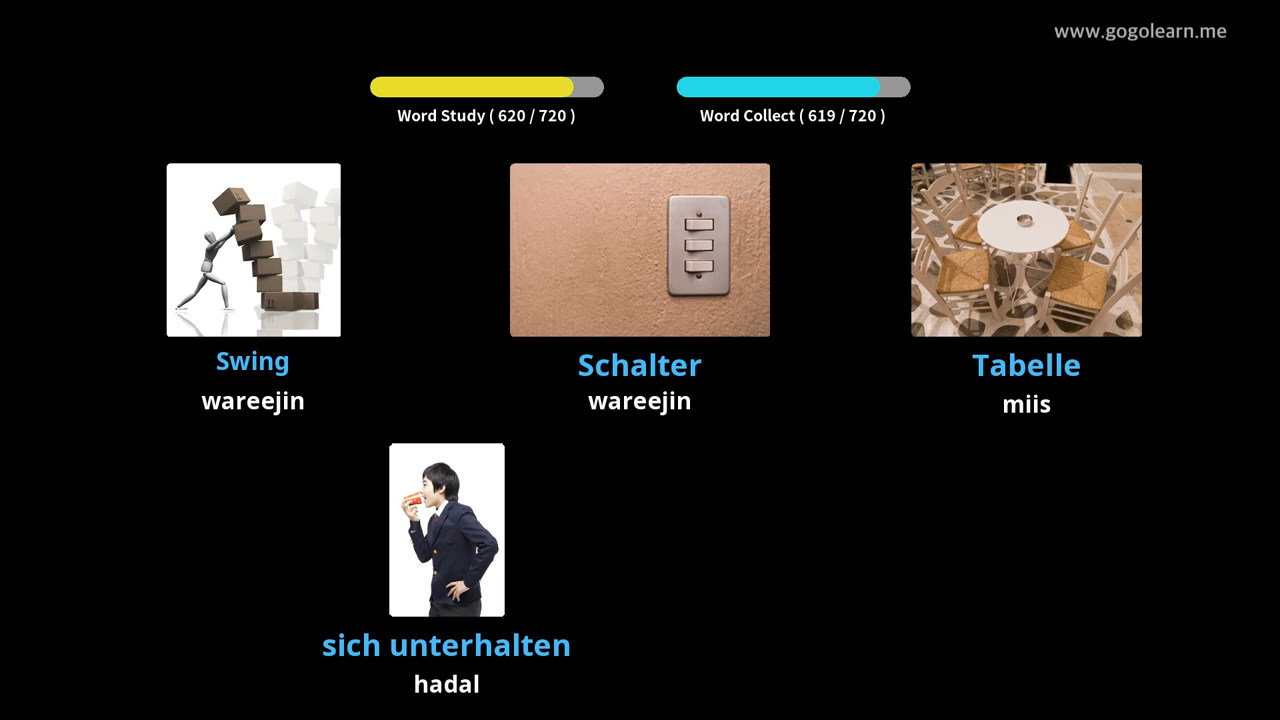 www.gogolearn.me
Word Study ( 620 / 720 )
Word Collect ( 619 / 720 )
Swing
wareejin
Schalter
wareejin
Tabelle
miis
sich unterhalten
hadal